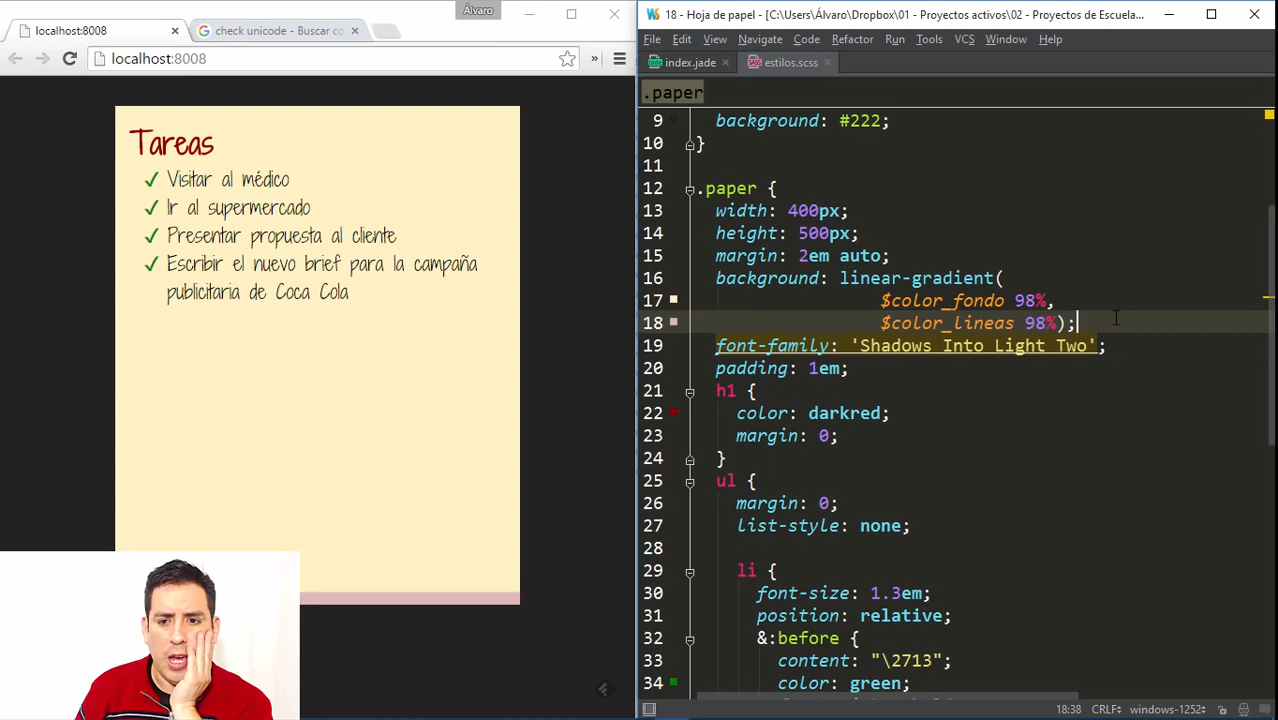 Álvaro
localhost:8008
check unicode - Buscar co
localhost:8008
»
Tareas
✓ Visitar al médico
✓ Ir al supermercado
✓ Presentar propuesta al cliente
✓ Escribir el nuevo brief para la campaña
publicitaria de Coca Cola
18 - Hoja de papel - [C:\Users\Álvaro\Dropbox\01 - Proyectos activos\02 - Proyectos de Escuela...
File Edit View Navigate Code Refactor Run Tools VCS Window Help
index.jade estilos.scss
.paper
9 background: #222;
10 }
11
12 .paper {
13 width: 400px;
14 height: 500px;
15 margin: 2em auto;
16 background: linear-gradient(
17 $color_fondo 98%,
18 $color_lineas 98%);
19 font-family: 'Shadows Into Light Two';
20 padding: 1em;
21 h1 {
22 color: darkred;
23 margin: 0;
24 }
25 ul {
26 margin: 0;
27 list-style: none;
28
29 li {
30 font-size: 1.3em;
31 position: relative;
32 &:before {
33 content: "\2713";
34 color: green;
18:38 CRLF÷ windows-1252÷